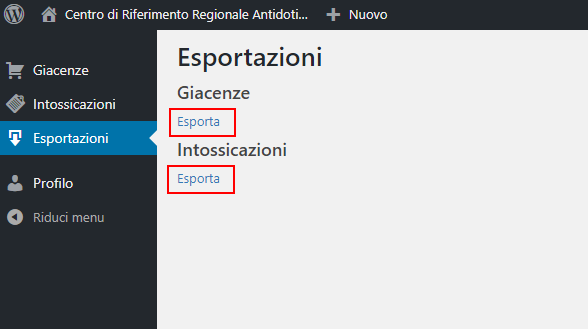 Centro di Riferimento Regionale Antidoti... Nuovo
Giacenze
Intossicazioni
Esportazioni
Profilo
Riduci menu
Esportazioni
Giacenze
Esporta
Intossicazioni
Esporta